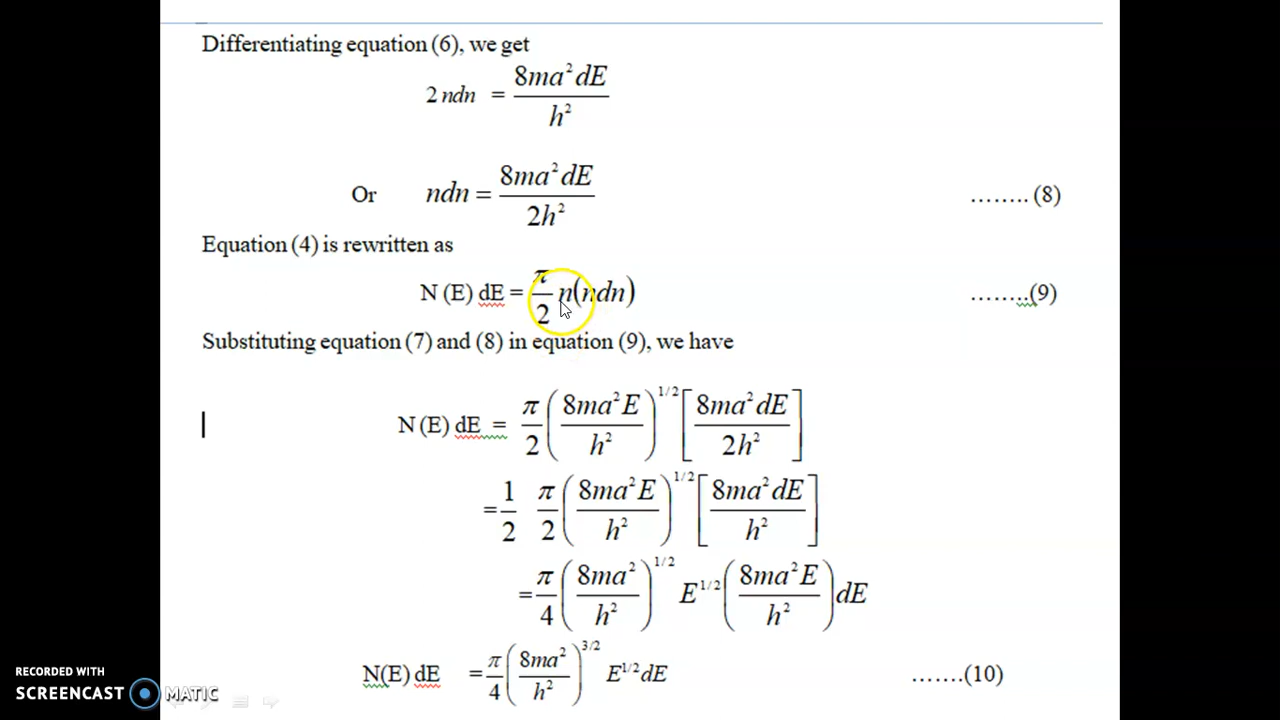 Differentiating equation (6), we get
2 ndn = 8ma²dE / h²
Or ndn = 8ma²dE / 2h² ........ (8)
Equation (4) is rewritten as
N (E) dE = π/2 n(ndn) ........(9)
Substituting equation (7) and (8) in equation (9), we have
N (E) dE = π/2 (8ma²E / h²)^1/2 [8ma²dE / 2h²]
= 1/2 π/2 (8ma²E / h²)^1/2 [8ma²dE / h²]
= π/4 (8ma² / h²)^1/2 E^1/2 (8ma²E / h²) dE
N(E) dE = π/4 (8ma² / h²)^3/2 E^1/2 dE .......(10)
RECORDED WITH
SCREENCAST MATIC